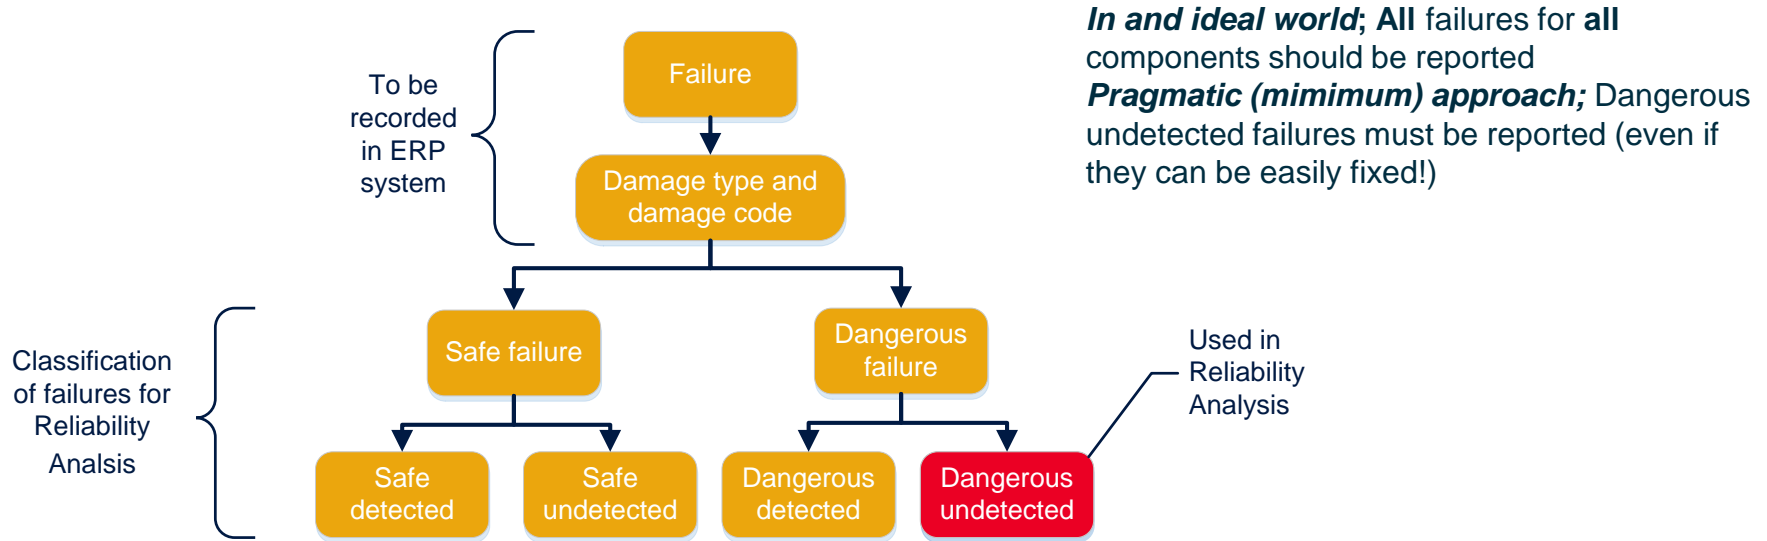 In and ideal world; All failures for all
components should be reported
Pragmatic (mimimum) approach; Dangerous
undetected failures must be reported (even if
they can be easily fixed!)
To be
recorded
in ERP
system
Failure
Damage type and
damage code
Classification
of failures for
Reliability
Analsis
Safe failure
Dangerous
failure
Used in
Reliability
Analysis
Safe
detected
Safe
undetected
Dangerous
detected
Dangerous
undetected